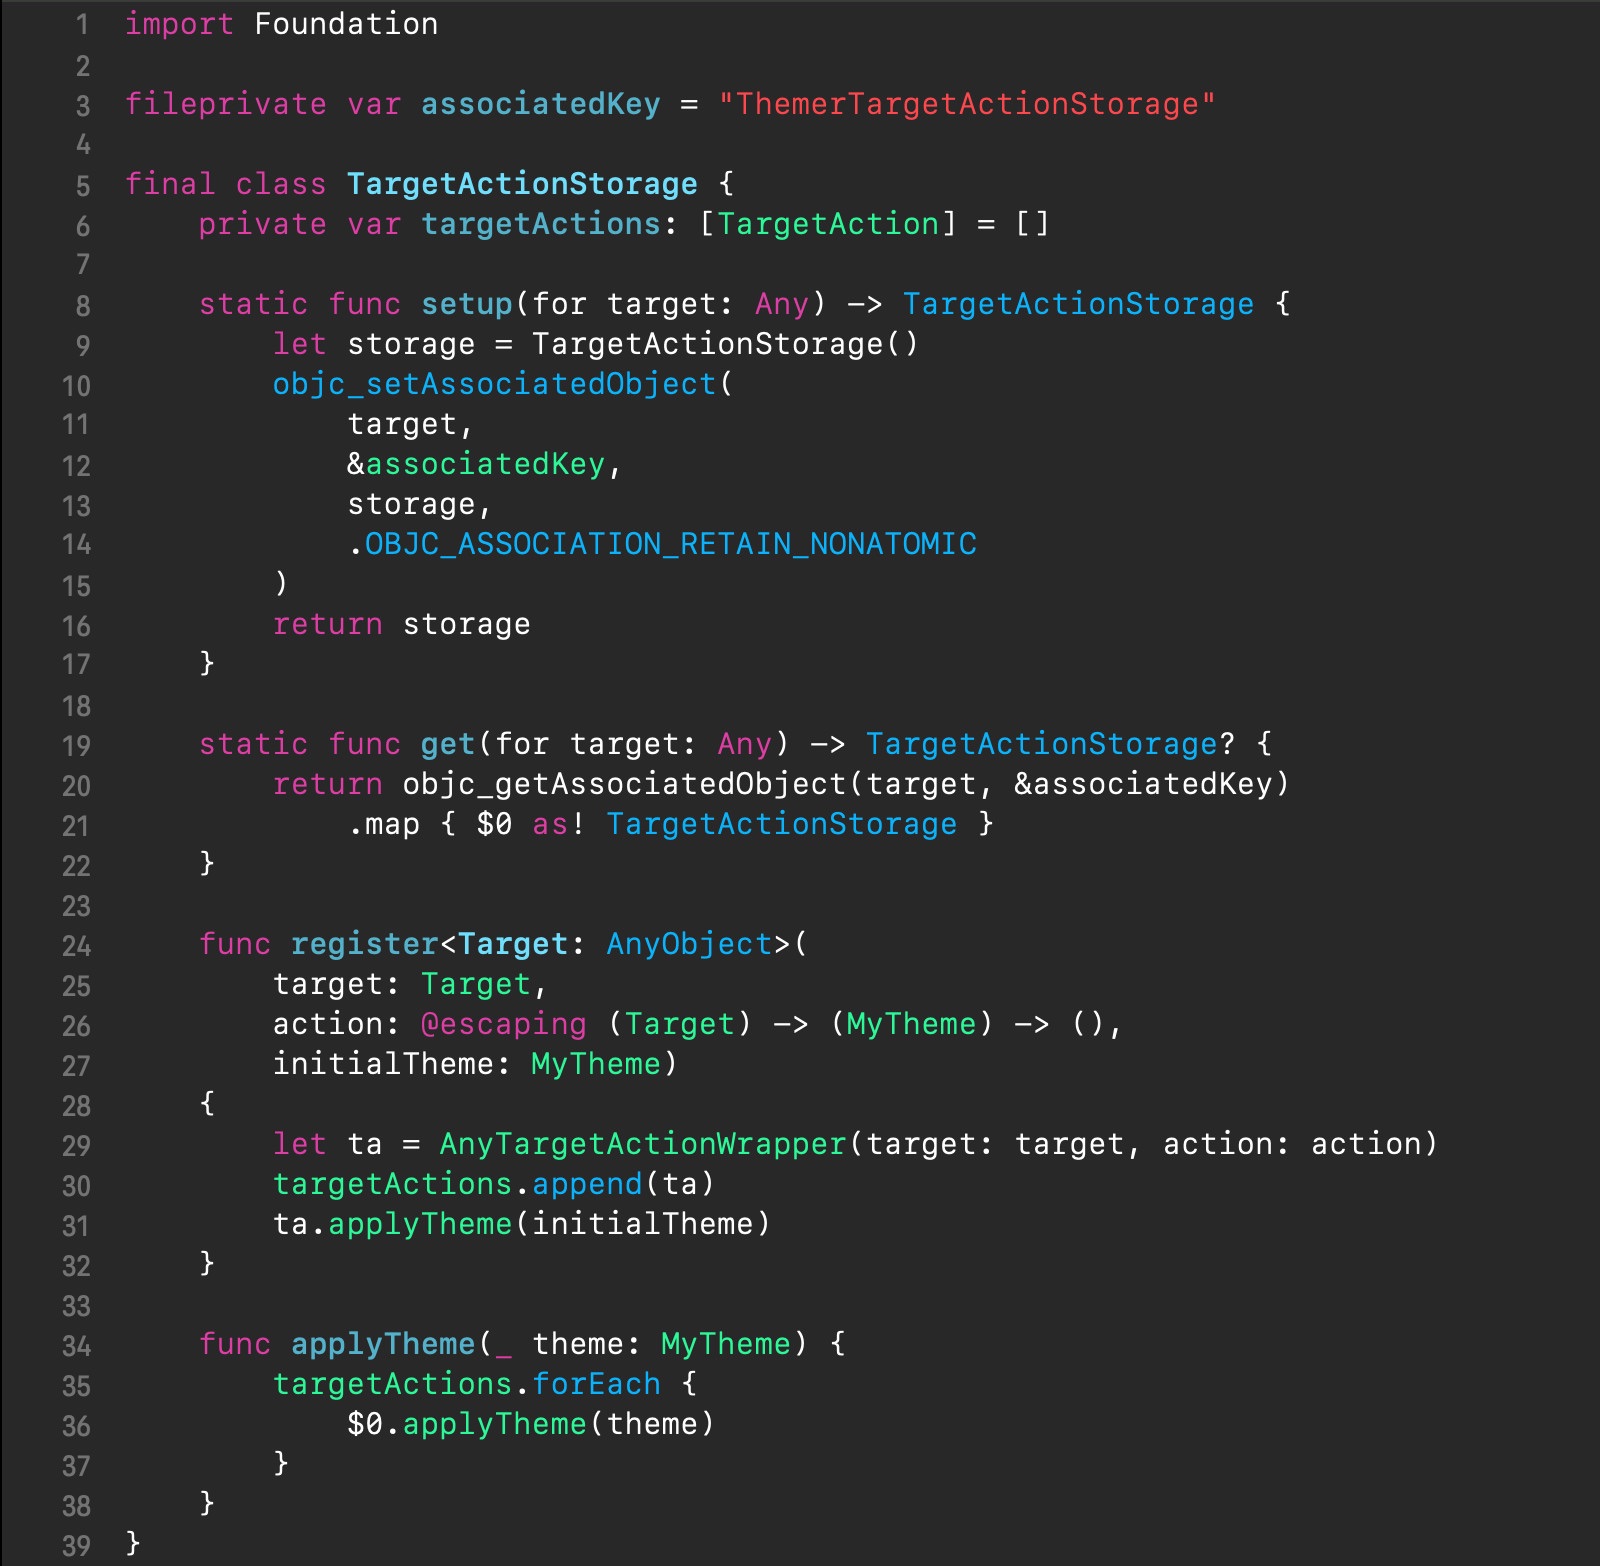 1 import Foundation
2
3 fileprivate var associatedKey = "ThemerTargetActionStorage"
4
5 final class TargetActionStorage {
6     private var targetActions: [TargetAction] = []
7
8     static func setup(for target: Any) -> TargetActionStorage {
9         let storage = TargetActionStorage()
10         objc_setAssociatedObject(
11             target,
12             &associatedKey,
13             storage,
14             .OBJC_ASSOCIATION_RETAIN_NONATOMIC
15         )
16         return storage
17     }
18
19     static func get(for target: Any) -> TargetActionStorage? {
20         return objc_getAssociatedObject(target, &associatedKey)
21             .map { $0 as! TargetActionStorage }
22     }
23
24     func register<Target: AnyObject>(
25         target: Target,
26         action: @escaping (Target) -> (MyTheme) -> (),
27         initialTheme: MyTheme)
28     {
29         let ta = AnyTargetActionWrapper(target: target, action: action)
30         targetActions.append(ta)
31         ta.applyTheme(initialTheme)
32     }
33
34     func applyTheme(_ theme: MyTheme) {
35         targetActions.forEach {
36             $0.applyTheme(theme)
37         }
38     }
39 }